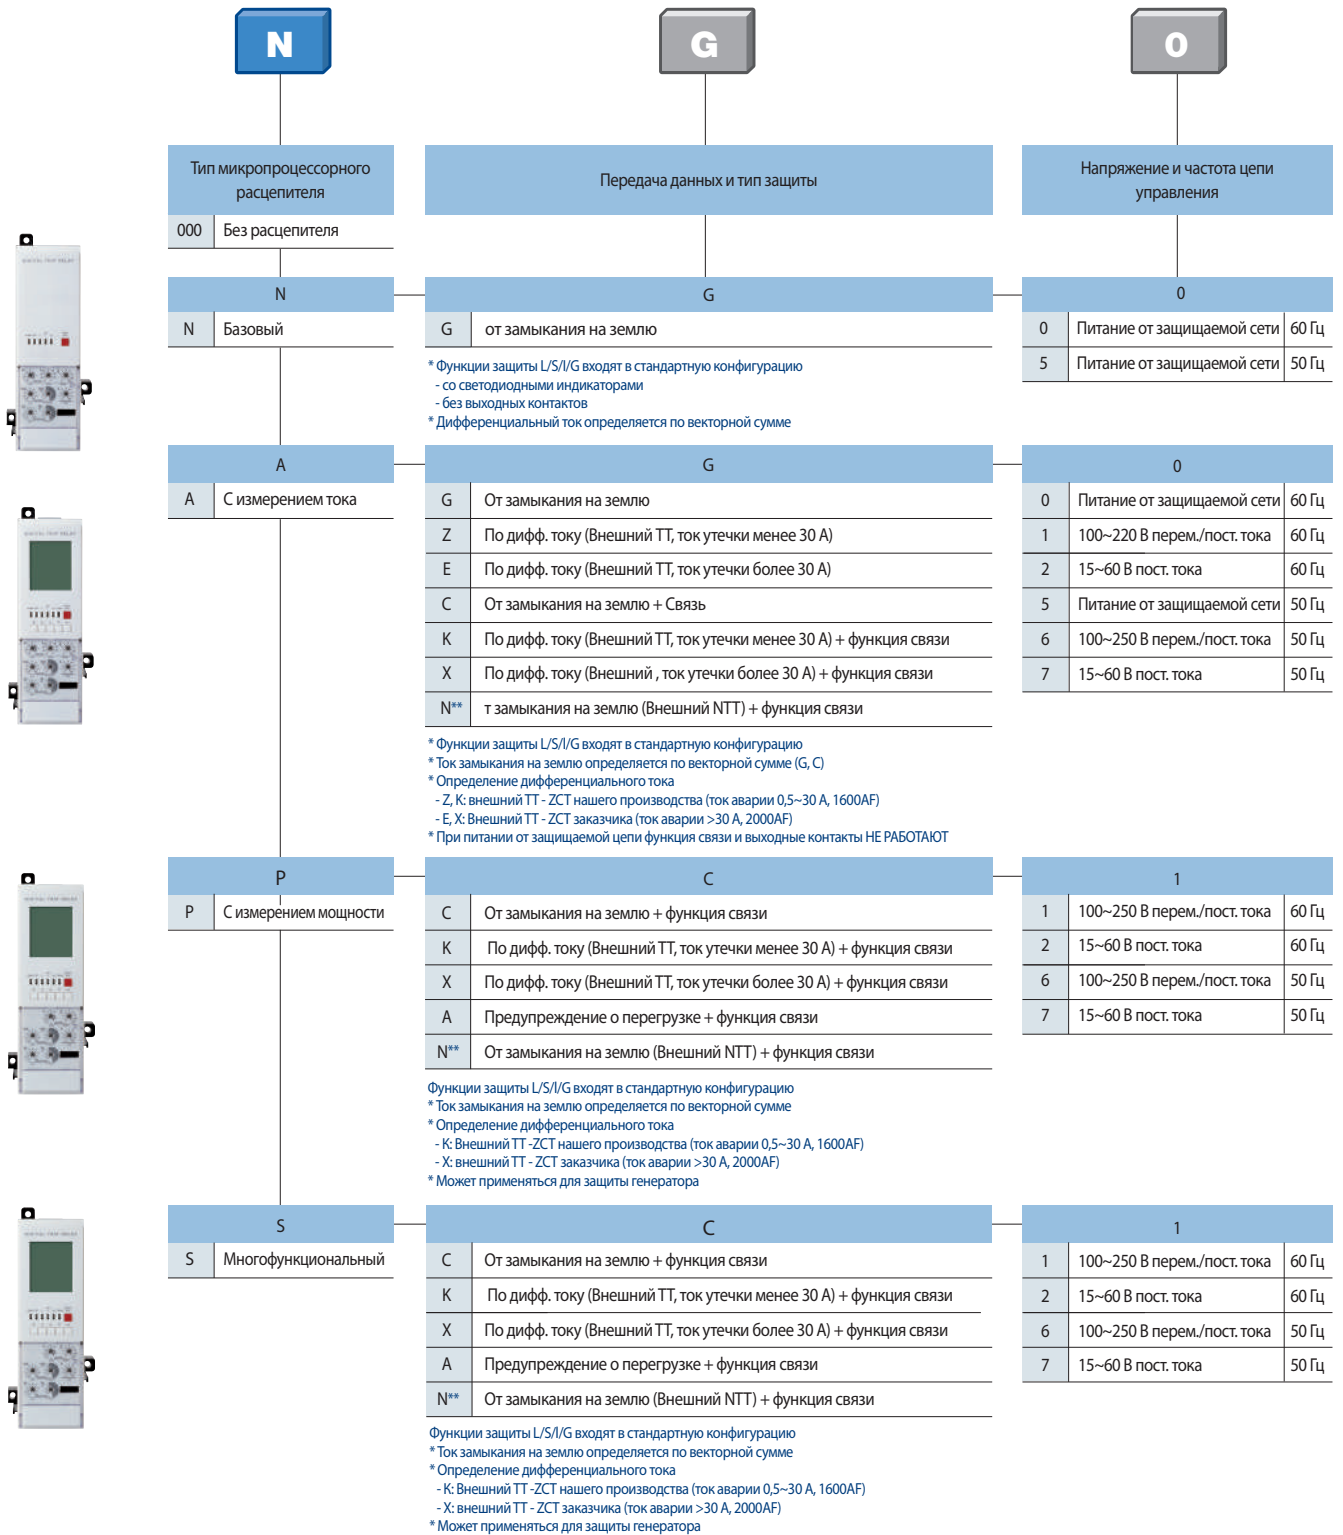 N
G
0
Тип микропроцессорного
расцепителя
Передача данных и тип защиты
Напряжение и частота цепи
управления
000 Без расцепителя
N
G
0
N Базовый
G от замыкания на землю
0 Питание от защищаемой сети 60 Гц
5 Питание от защищаемой сети 50 Гц
* Функции защиты L/S/I/G входят в стандартную конфигурацию
- со светодиодными индикаторами
- без выходных контактов
* Дифференциальный ток определяется по векторной сумме
A
G
0
A С измерением тока
G От замыкания на землю
Z По дифф. току (Внешний ТТ, ток утечки менее 30 А)
E По дифф. току (Внешний ТТ, ток утечки более 30 А)
C От замыкания на землю + Связь
K По дифф. току (Внешний ТТ, ток утечки менее 30 А) + функция связи
X По дифф. току (Внешний , ток утечки более 30 А) + функция связи
N** т замыкания на землю (Внешний NTT) + функция связи
0 Питание от защищаемой сети 60 Гц
1 100~220 В перем./пост. тока 60 Гц
2 15~60 В пост. тока 60 Гц
5 Питание от защищаемой сети 50 Гц
6 100~250 В перем./пост. тока 50 Гц
7 15~60 В пост. тока 50 Гц
* Функции защиты L/S/I/G входят в стандартную конфигурацию
* Ток замыкания на землю определяется по векторной сумме (G, C)
* Определение дифференциального тока
- Z, K: внешний ТТ - ZCT нашего производства (ток аварии 0,5~30 А, 1600AF)
- E, X: Внешний ТТ - ZCT заказчика (ток аварии >30 А, 2000AF)
* При питании от защищаемой цепи функция связи и выходные контакты НЕ РАБОТАЮТ
P
C
1
P С измерением мощности
C От замыкания на землю + функция связи
K По дифф. току (Внешний ТТ, ток утечки менее 30 А) + функция связи
X По дифф. току (Внешний ТТ, ток утечки более 30 А) + функция связи
A Предупреждение о перегрузке + функция связи
N** От замыкания на землю (Внешний NTT) + функция связи
1 100~250 В перем./пост. тока 60 Гц
2 15~60 В пост. тока 60 Гц
6 100~250 В перем./пост. тока 50 Гц
7 15~60 В пост. тока 50 Гц
Функции защиты L/S/I/G входят в стандартную конфигурацию
* Ток замыкания на землю определяется по векторной сумме
* Определение дифференциального тока
- K: Внешний ТТ -ZCT нашего производства (ток аварии 0,5~30 А, 1600AF)
- X: внешний ТТ - ZCT заказчика (ток аварии >30 А, 2000AF)
* Может применяться для защиты генератора
S
C
1
S Многофункциональный
C От замыкания на землю + функция связи
K По дифф. току (Внешний ТТ, ток утечки менее 30 А) + функция связи
X По дифф. току (Внешний ТТ, ток утечки более 30 А) + функция связи
A Предупреждение о перегрузке + функция связи
N** От замыкания на землю (Внешний NTT) + функция связи
1 100~250 В перем./пост. тока 60 Гц
2 15~60 В пост. тока 60 Гц
6 100~250 В перем./пост. тока 50 Гц
7 15~60 В пост. тока 50 Гц
Функции защиты L/S/I/G входят в стандартную конфигурацию
* Ток замыкания на землю определяется по векторной сумме
* Определение дифференциального тока
- K: Внешний ТТ -ZCT нашего производства (ток аварии 0,5~30 А, 1600AF)
- X: внешний ТТ - ZCT заказчика (ток аварии >30 А, 2000AF)
* Может применяться для защиты генератора